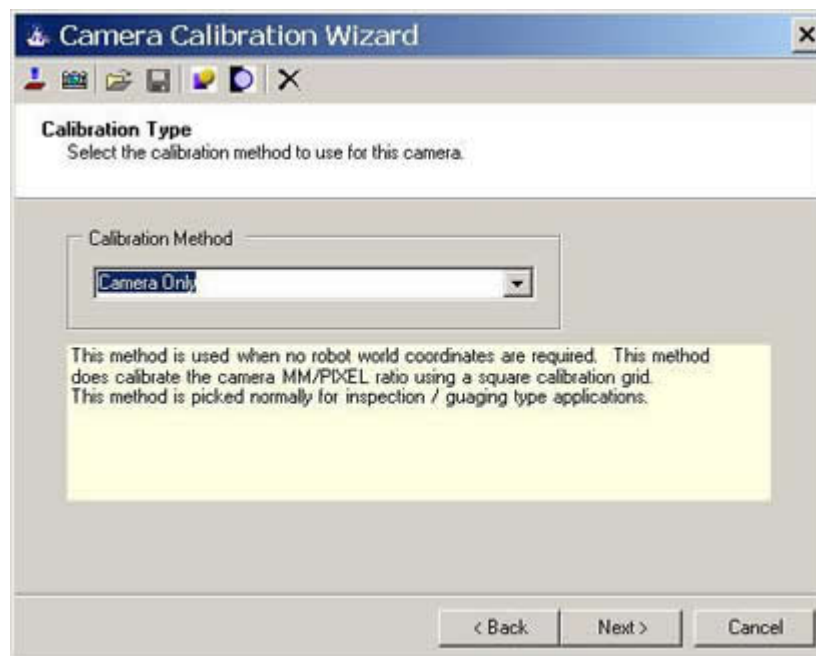 Camera Calibration Wizard
Calibration Type
Select the calibration method to use for this camera.
Calibration Method
Camera Only
This method is used when no robot world coordinates are required. This method
does calibrate the camera MM/PIXEL ratio using a square calibration grid.
This method is picked normally for inspection / guaging type applications.
< Back Next > Cancel